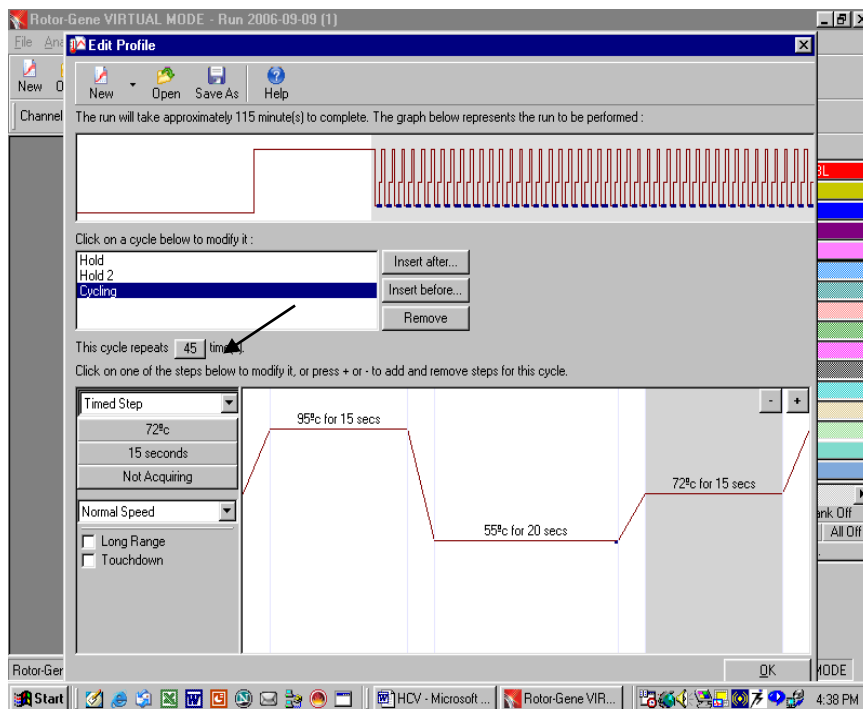 Rotor-Gene VIRTUAL MODE - Run 2006-09-09 (1)
File Ana
Edit Profile
New
New Open Save As Help
Channel
The run will take approximately 115 minute(s) to complete. The graph below represents the run to be performed :
BL
Click on a cycle below to modify it :
Hold
Hold 2
Cycling
Insert after...
Insert before...
Remove
This cycle repeats 45
Click on one of the steps below to modify it, or press + or - to add and remove steps for this cycle.
Timed Step
- +
72ºc
15 seconds
Not Acquiring
Normal Speed
Long Range
Touchdown
95ºc for 15 secs
55ºc for 20 secs
72ºc for 15 secs
ank Off
All Off
OK
Rotor-Ger
MODE
Start
HCV - Microsoft ...
Rotor-Gene VIR...
4:38 PM